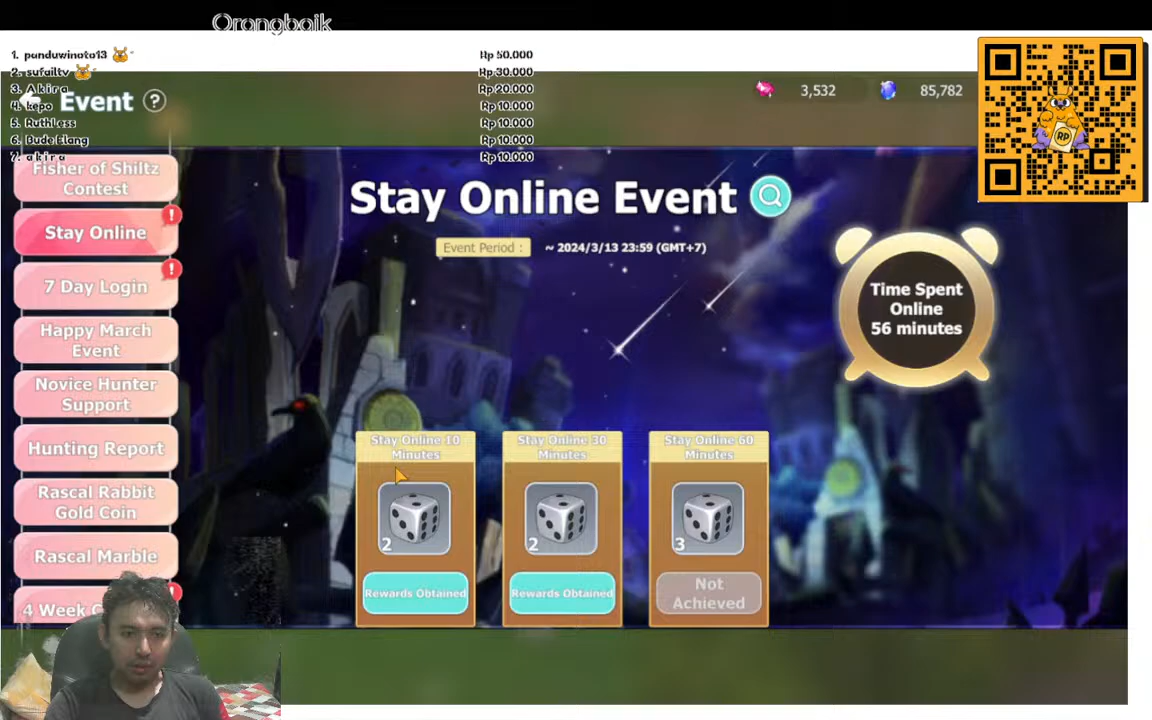 Orangbaik
1. panduwinoto13 Rp 50.000
2. sufailtv Rp 30.000
3. Akira Rp 20.000
4. kepo Rp 10.000
5. Ruthless Rp 10.000
6. Dude Elang Rp 10.000
7. akira Rp 10.000
Event ?
3,532
85,782
RP
Fisher of Shiltz
Contest
Stay Online
7 Day Login
Happy March
Event
Novice Hunter
Support
Hunting Report
Rascal Rabbit
Gold Coin
Rascal Marble
4 Week
Stay Online Event
Event Period : ~ 2024/3/13 23:59 (GMT+7)
Time Spent
Online
56 minutes
Stay Online 10
Minutes
2
Rewards Obtained
Stay Online 30
Minutes
2
Rewards Obtained
Stay Online 60
Minutes
3
Not
Achieved